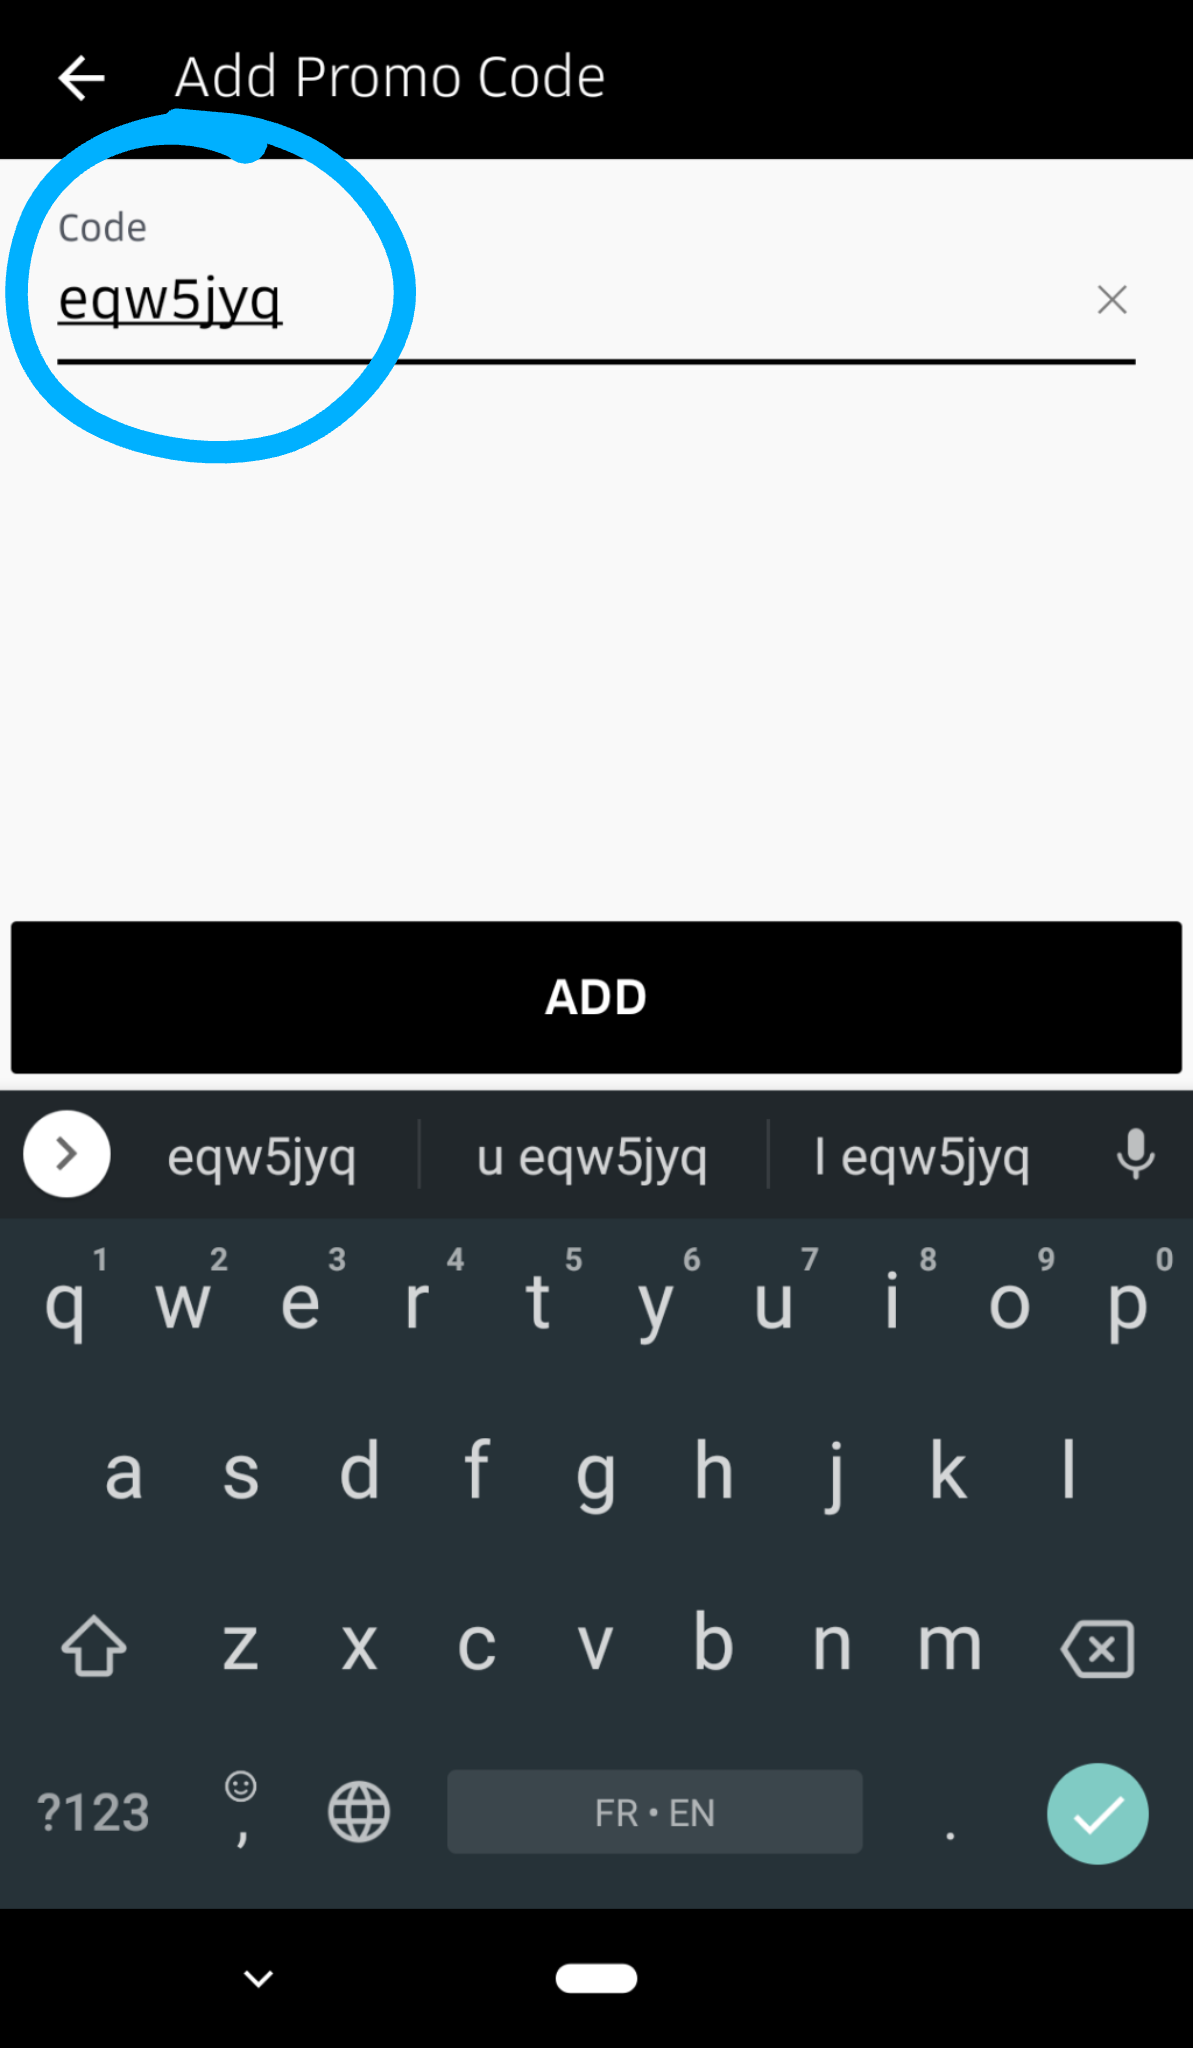 Add Promo Code
Code
eqw5jyq
ADD
eqw5jyq u eqw5jyq l eqw5jyq
1 2 3 4 5 6 7 8 9 0
q w e r t y u i o p
a s d f g h j k l
z x c v b n m
?123 , FR • EN .